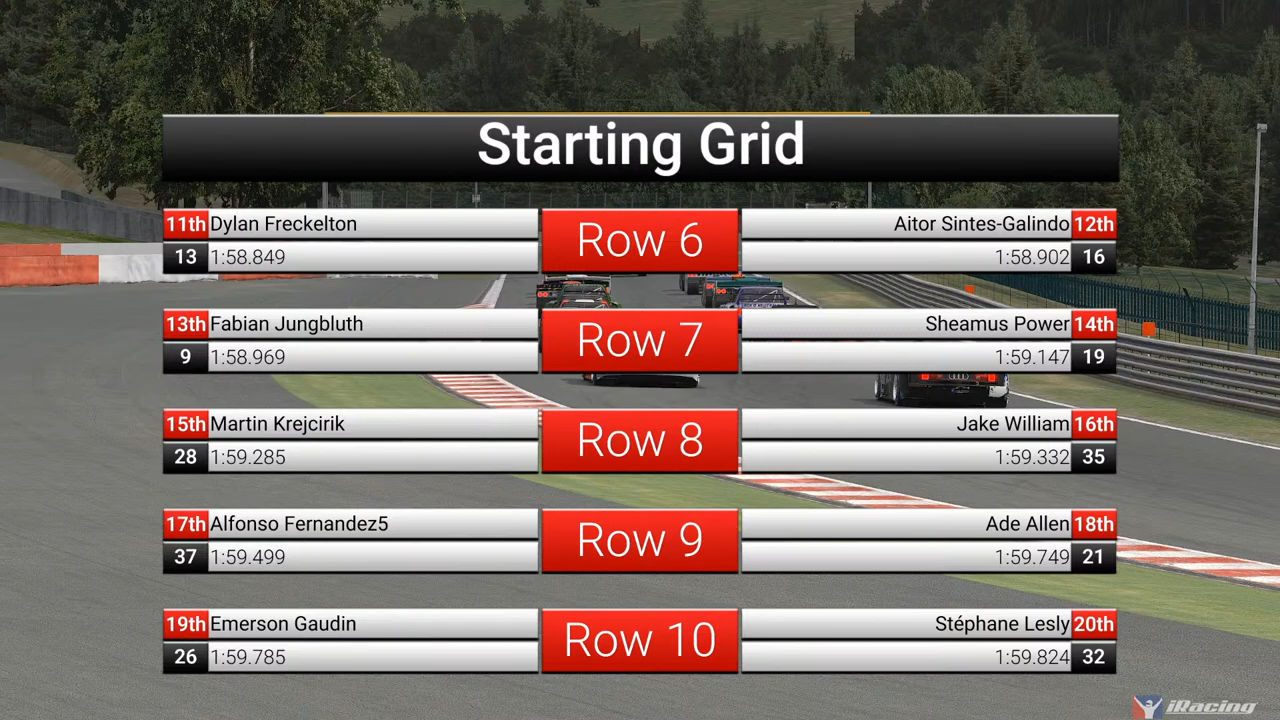 Starting Grid
11th Dylan Freckelton
13 1:58.849
Row 6
Aitor Sintes-Galindo 12th
1:58.902 16
13th Fabian Jungbluth
9 1:58.969
Row 7
Sheamus Power 14th
1:59.147 19
15th Martin Krejcirik
28 1:59.285
Row 8
Jake William 16th
1:59.332 35
17th Alfonso Fernandez5
37 1:59.499
Row 9
Ade Allen 18th
1:59.749 21
19th Emerson Gaudin
26 1:59.785
Row 10
Stéphane Lesly 20th
1:59.824 32
iRacing